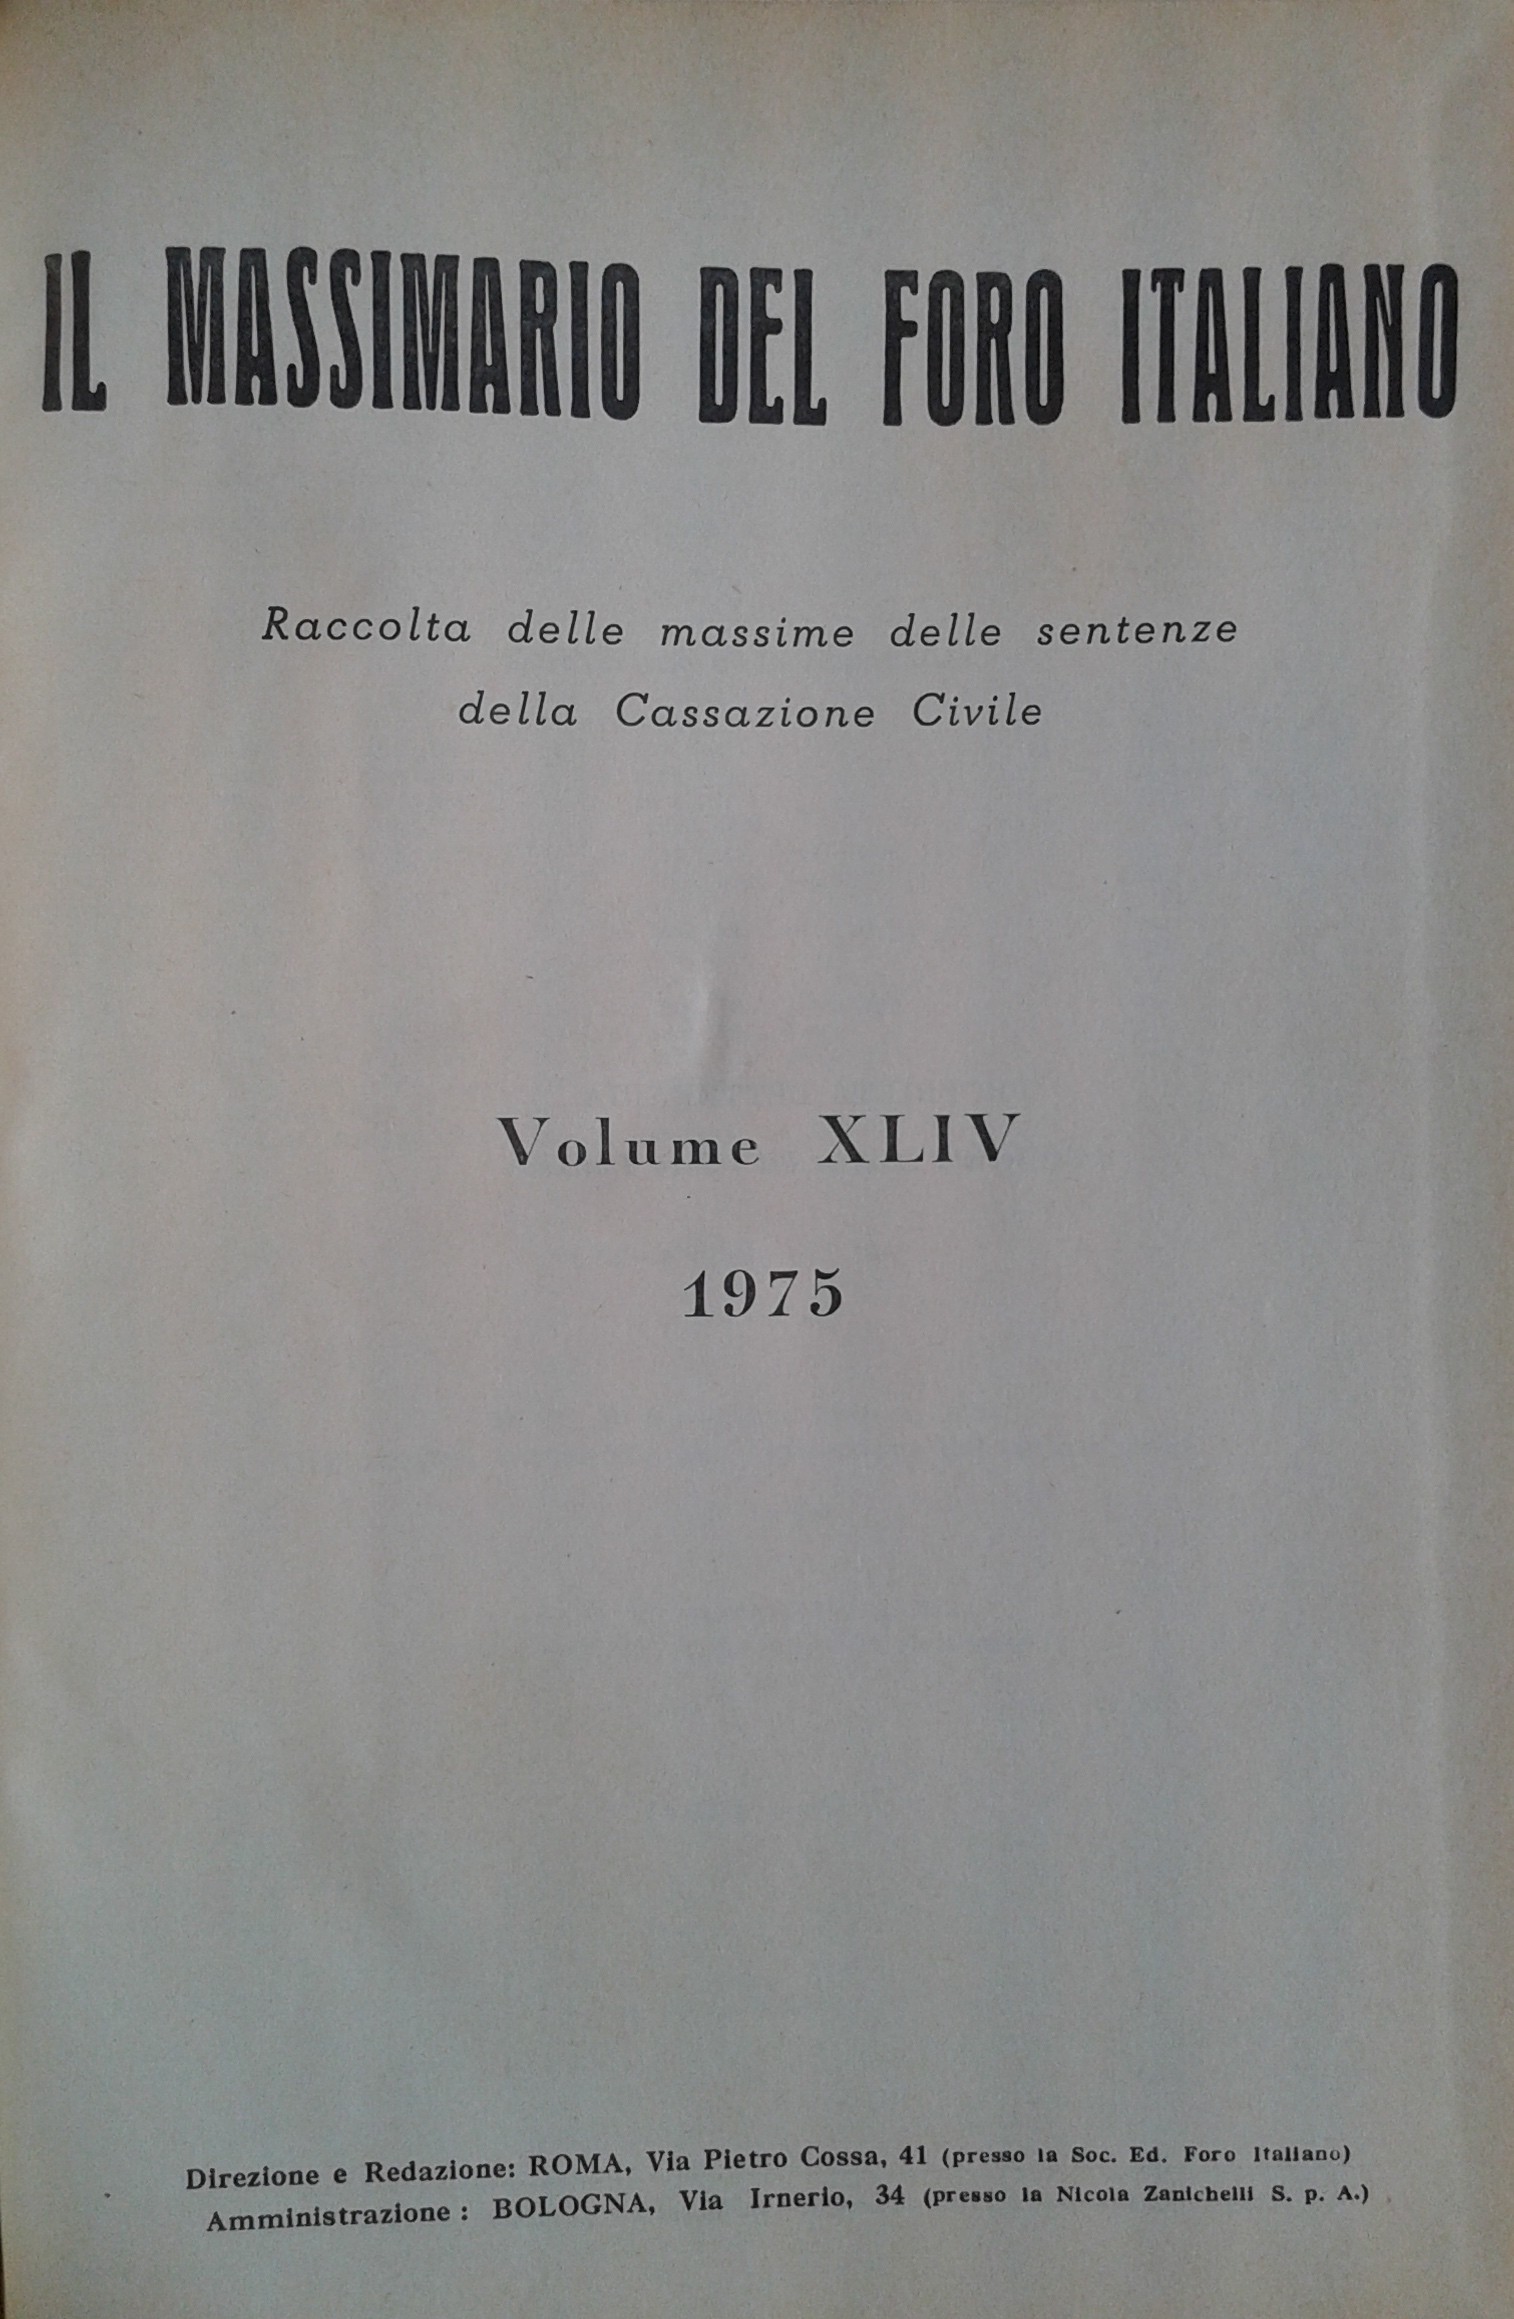 IL MASSIMARIO DEL FORO ITALIANO
Raccolta delle massime delle sentenze
della Cassazione Civile
Volume XLIV
1975
Direzione e Redazione: ROMA, Via Pietro Cossa, 41 (presso la Soc. Ed. Foro Italiano)
Amministrazione : BOLOGNA, Via Irnerio, 34 (presso la Nicola Zanichelli S. p. A.)